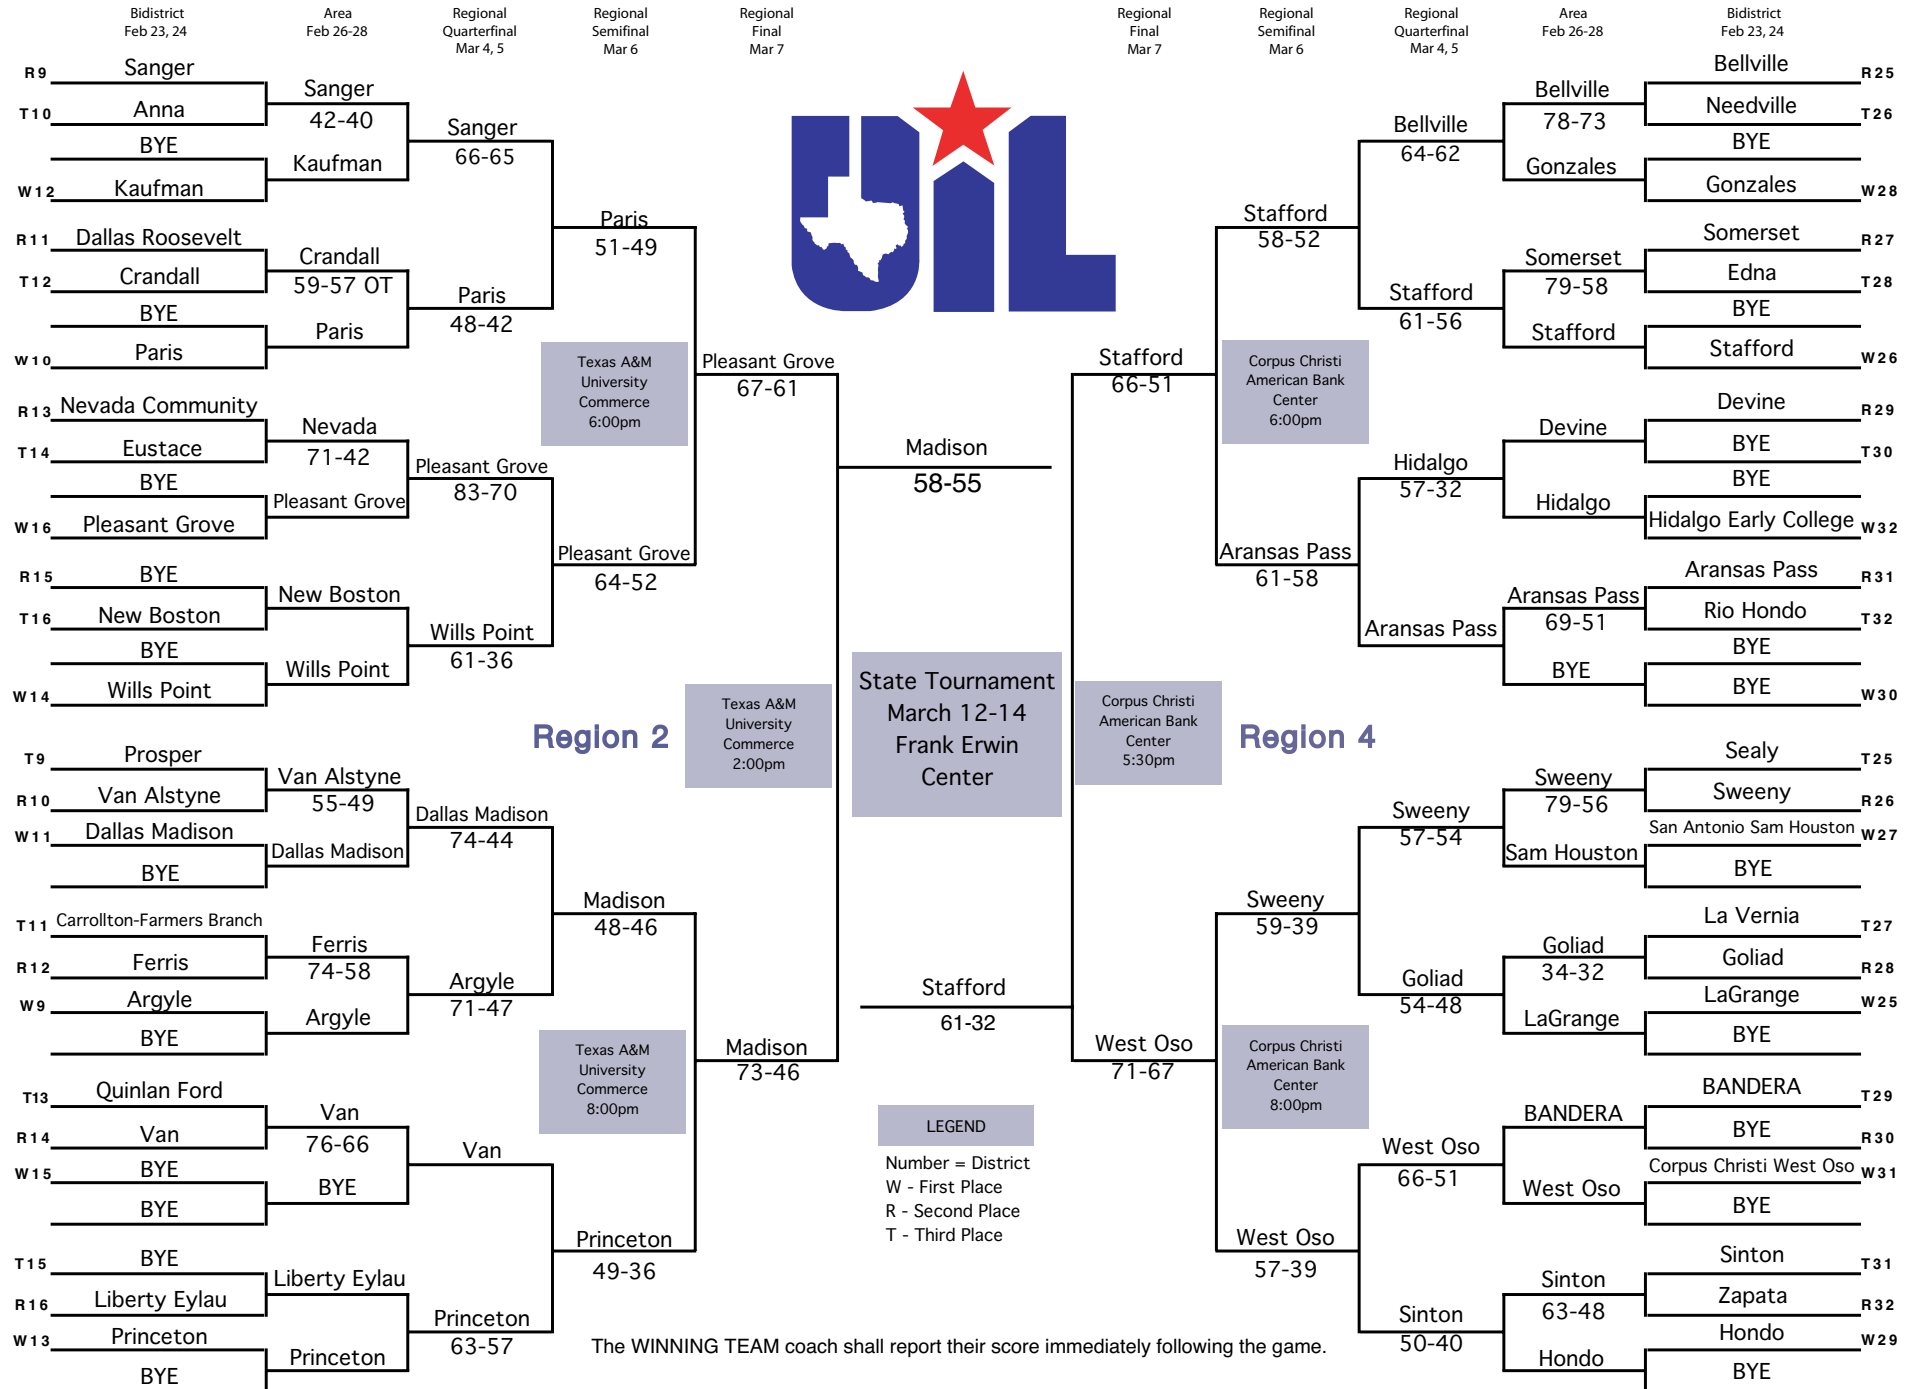 Bidistrict
Feb 23, 24
Area
Feb 26-28
Regional
Quarterfinal
Mar 4, 5
Regional
Semifinal
Mar 6
Regional
Final
Mar 7
Regional
Final
Mar 7
Regional
Semifinal
Mar 6
Regional
Quarterfinal
Mar 4, 5
Area
Feb 26-28
Bidistrict
Feb 23, 24
R9 Sanger
T10 Anna
BYE
W12 Kaufman
R11 Dallas Roosevelt
T12 Crandall
BYE
W10 Paris
R13 Nevada Community
T14 Eustace
BYE
W16 Pleasant Grove
R15 BYE
T16 New Boston
BYE
W14 Wills Point
T9 Prosper
R10 Van Alstyne
W11 Dallas Madison
BYE
T11 Carrollton-Farmers Branch
R12 Ferris
W9 Argyle
BYE
T13 Quinlan Ford
R14 Van
W15 BYE
BYE
T15 BYE
R16 Liberty Eylau
W13 Princeton
BYE
Sanger
42-40
Kaufman
Crandall
59-57 OT
Paris
Nevada
71-42
Pleasant Grove
New Boston
Wills Point
Van Alstyne
55-49
Dallas Madison
Ferris
74-58
Argyle
Van
76-66
BYE
Liberty Eylau
Princeton
Sanger
66-65
Paris
48-42
Pleasant Grove
83-70
Wills Point
61-36
Dallas Madison
74-44
Argyle
71-47
Van
Princeton
63-57
Paris
51-49
Texas A&M
University
Commerce
6:00pm
Pleasant Grove
64-52
Region 2
Madison
48-46
Texas A&M
University
Commerce
8:00pm
Princeton
49-36
Pleasant Grove
67-61
Texas A&M
University
Commerce
2:00pm
Madison
73-46
UIL
Madison
58-55
State Tournament
March 12-14
Frank Erwin
Center
Stafford
61-32
LEGEND
Number = District
W - First Place
R - Second Place
T - Third Place
Stafford
66-51
Corpus Christi
American Bank
Center
5:30pm
West Oso
71-67
Stafford
58-52
Corpus Christi
American Bank
Center
6:00pm
Aransas Pass
61-58
Region 4
Sweeny
59-39
Corpus Christi
American Bank
Center
8:00pm
West Oso
57-39
Bellville
64-62
Stafford
61-56
Hidalgo
57-32
Aransas Pass
Sweeny
57-54
Goliad
54-48
West Oso
66-51
Sinton
50-40
Bellville
78-73
Gonzales
Somerset
79-58
Stafford
Devine
Hidalgo
Aransas Pass
69-51
BYE
Sweeny
79-56
Sam Houston
Goliad
34-32
LaGrange
BANDERA
West Oso
Sinton
63-48
Hondo
Bellville R25
Needville T26
BYE
Gonzales W28
Somerset R27
Edna T28
BYE
Stafford W26
Devine R29
BYE T30
BYE
Hidalgo Early College W32
Aransas Pass R31
Rio Hondo T32
BYE
BYE W30
Sealy T25
Sweeny R26
San Antonio Sam Houston W27
BYE
La Vernia T27
Goliad R28
LaGrange W25
BYE
BANDERA T29
BYE R30
Corpus Christi West Oso W31
BYE
Sinton T31
Zapata R32
Hondo W29
BYE
The WINNING TEAM coach shall report their score immediately following the game.